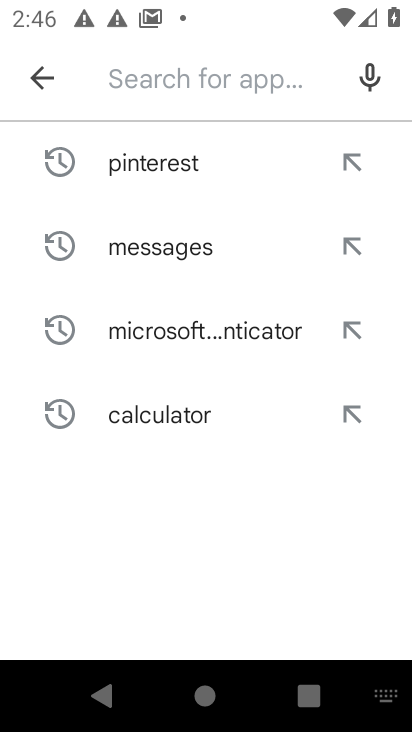 2:46
Search for app...
pinterest
messages
microsoft...nticator
calculator